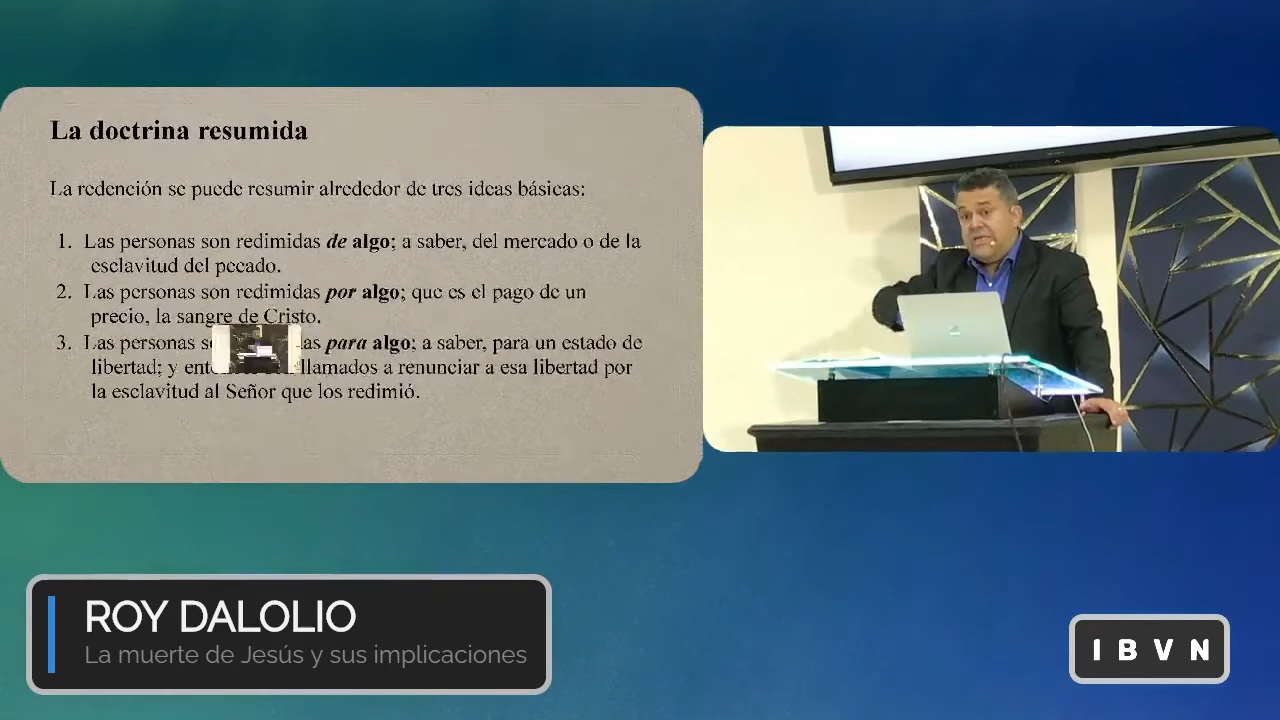 La doctrina resumida
La redención se puede resumir alrededor de tres ideas básicas:
1. Las personas son redimidas de algo; a saber, del mercado o de la
esclavitud del pecado.
2. Las personas son redimidas por algo; que es el pago de un
precio, la sangre de Cristo.
3. Las personas para algo; a saber, para un estado de
libertad; y llamados a renunciar a esa libertad por
la esclavitud al Señor que los redimió.
ROY DALOLIO
La muerte de Jesús y sus implicaciones
IBVN